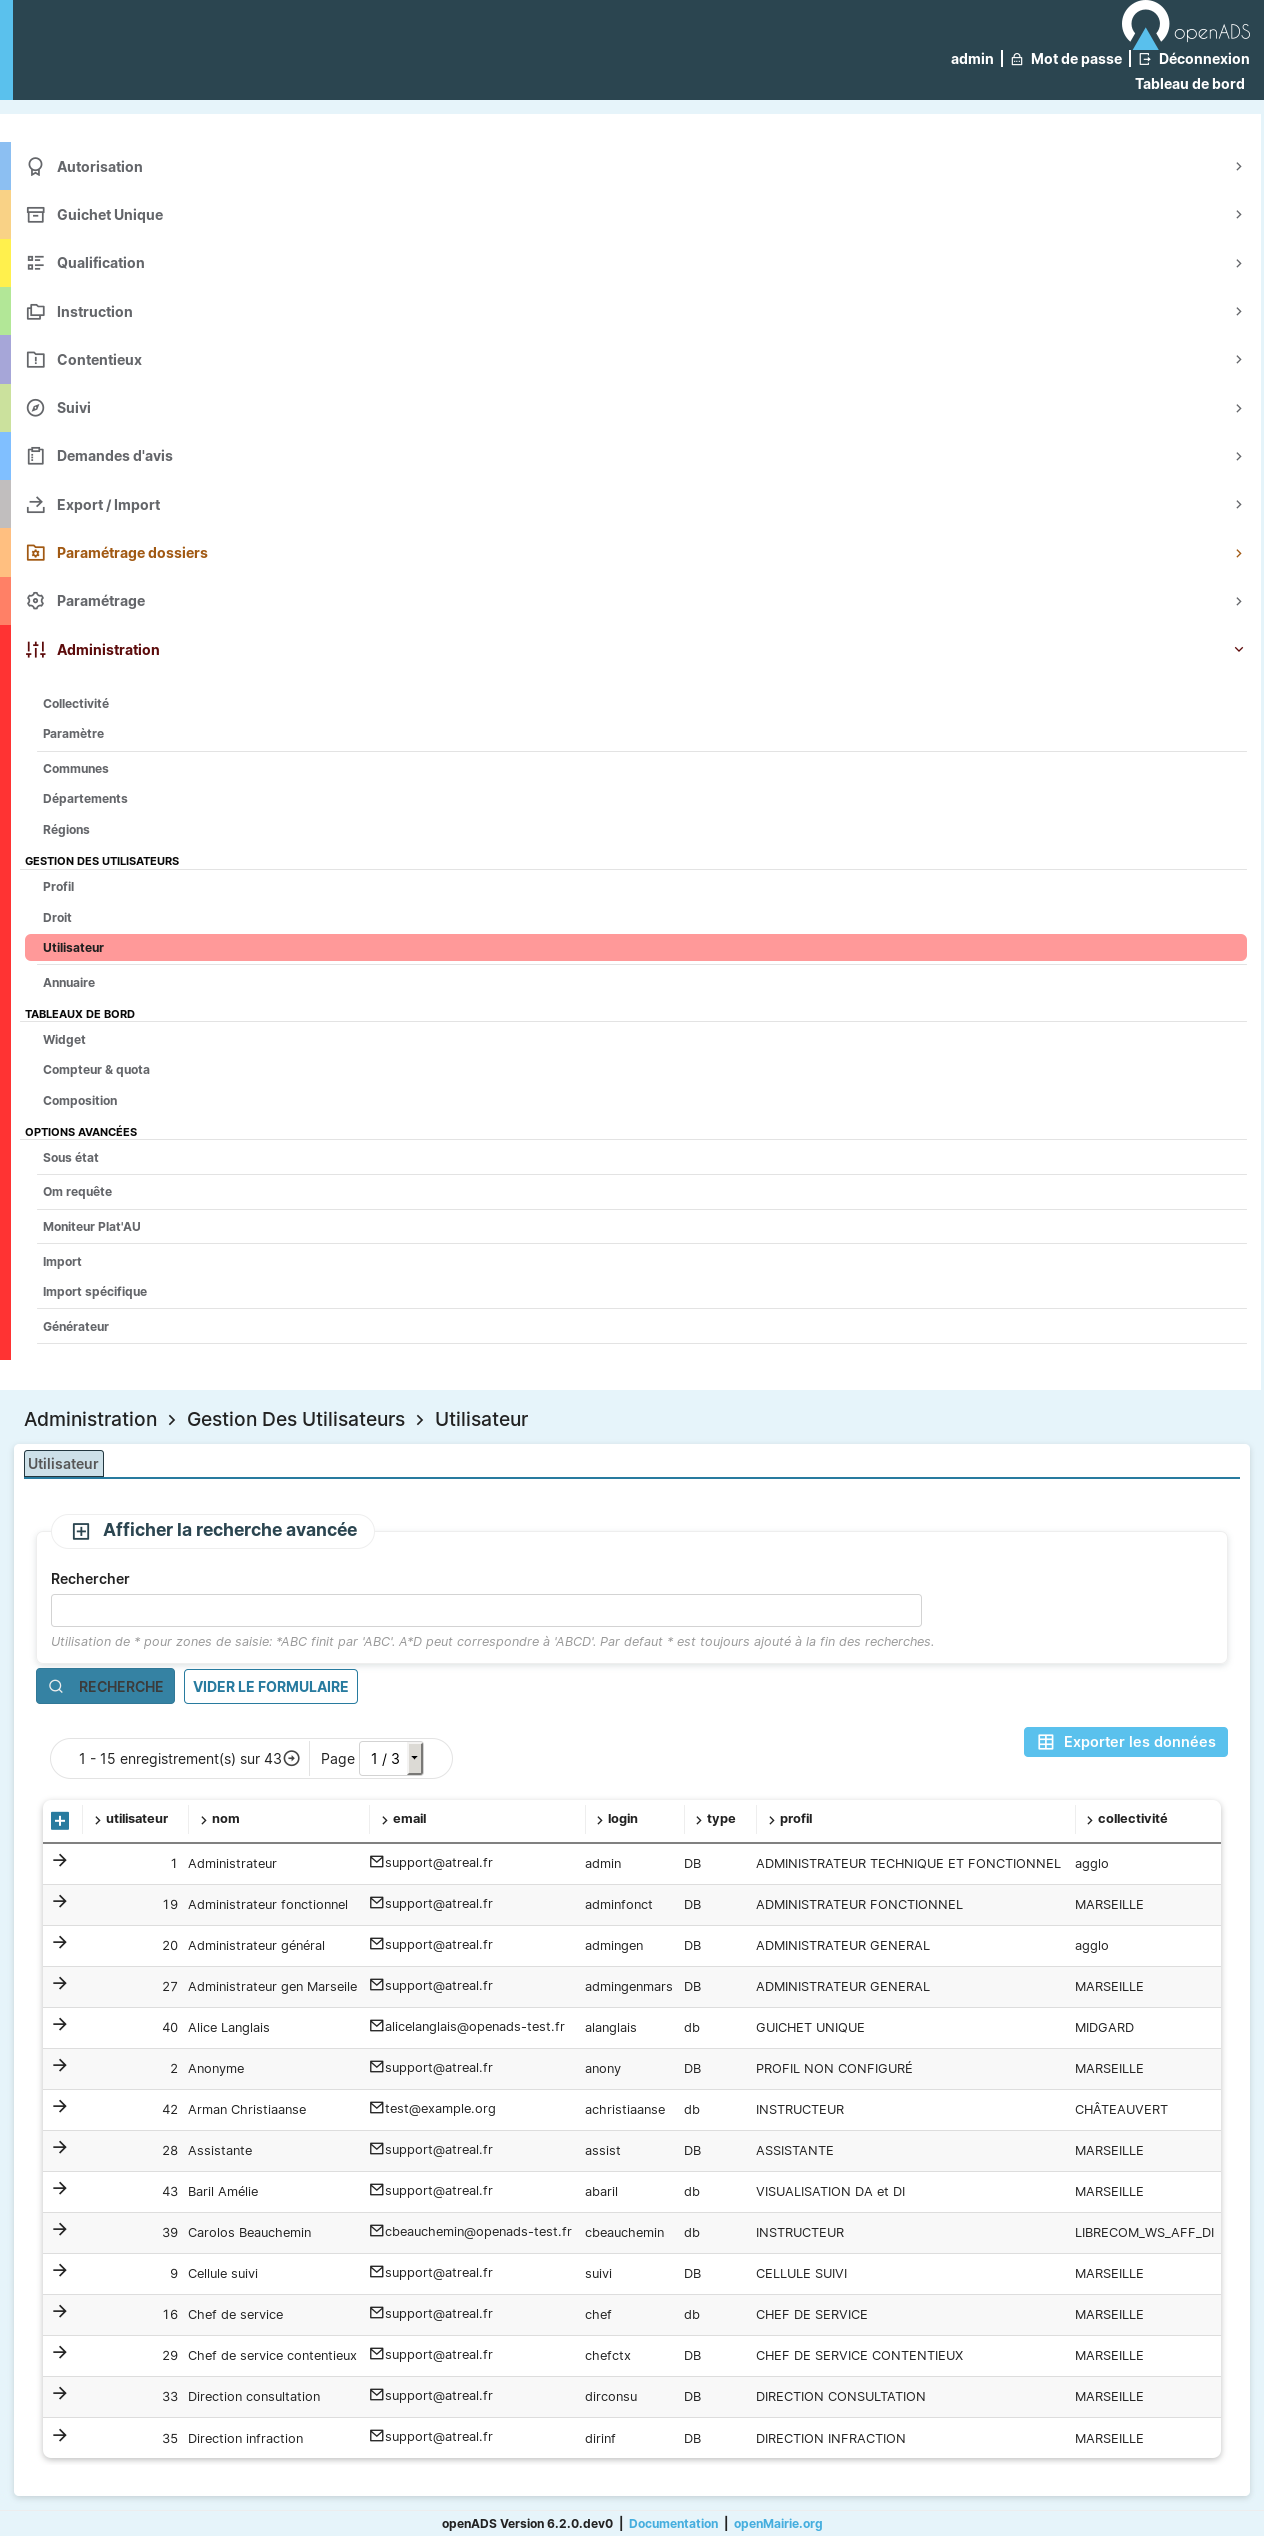 openADS
admin | Mot de passe | Déconnexion
Tableau de bord
Autorisation
Guichet Unique
Qualification
Instruction
Contentieux
Suivi
Demandes d'avis
Export / Import
Paramétrage dossiers
Paramétrage
Administration
Collectivité
Paramètre
Communes
Départements
Régions
GESTION DES UTILISATEURS
Profil
Droit
Utilisateur
Annuaire
TABLEAUX DE BORD
Widget
Compteur & quota
Composition
OPTIONS AVANCÉES
Sous état
Om requête
Moniteur Plat'AU
Import
Import spécifique
Générateur
Administration > Gestion Des Utilisateurs > Utilisateur
Utilisateur
Afficher la recherche avancée
Rechercher
Utilisation de * pour zones de saisie: *ABC finit par 'ABC'. A*D peut correspondre à 'ABCD'. Par defaut * est toujours ajouté à la fin des recherches.
RECHERCHE VIDER LE FORMULAIRE
1 - 15 enregistrement(s) sur 43 Page 1 / 3 Exporter les données
utilisateur nom email login type profil collectivité
1 Administrateur support@atreal.fr admin DB ADMINISTRATEUR TECHNIQUE ET FONCTIONNEL agglo
19 Administrateur fonctionnel support@atreal.fr adminfonct DB ADMINISTRATEUR FONCTIONNEL MARSEILLE
20 Administrateur général support@atreal.fr admingen DB ADMINISTRATEUR GENERAL agglo
27 Administrateur gen Marseile support@atreal.fr admingenmars DB ADMINISTRATEUR GENERAL MARSEILLE
40 Alice Langlais alicelanglais@openads-test.fr alanglais db GUICHET UNIQUE MIDGARD
2 Anonyme support@atreal.fr anony DB PROFIL NON CONFIGURÉ MARSEILLE
42 Arman Christiaanse test@example.org achristiaanse db INSTRUCTEUR CHÂTEAUVERT
28 Assistante support@atreal.fr assist DB ASSISTANTE MARSEILLE
43 Baril Amélie support@atreal.fr abaril db VISUALISATION DA et DI MARSEILLE
39 Carolos Beauchemin cbeauchemin@openads-test.fr cbeauchemin db INSTRUCTEUR LIBRECOM_WS_AFF_DI
9 Cellule suivi support@atreal.fr suivi DB CELLULE SUIVI MARSEILLE
16 Chef de service support@atreal.fr chef db CHEF DE SERVICE MARSEILLE
29 Chef de service contentieux support@atreal.fr chefctx DB CHEF DE SERVICE CONTENTIEUX MARSEILLE
33 Direction consultation support@atreal.fr dirconsu DB DIRECTION CONSULTATION MARSEILLE
35 Direction infraction support@atreal.fr dirinf DB DIRECTION INFRACTION MARSEILLE
openADS Version 6.2.0.dev0 | Documentation | openMairie.org